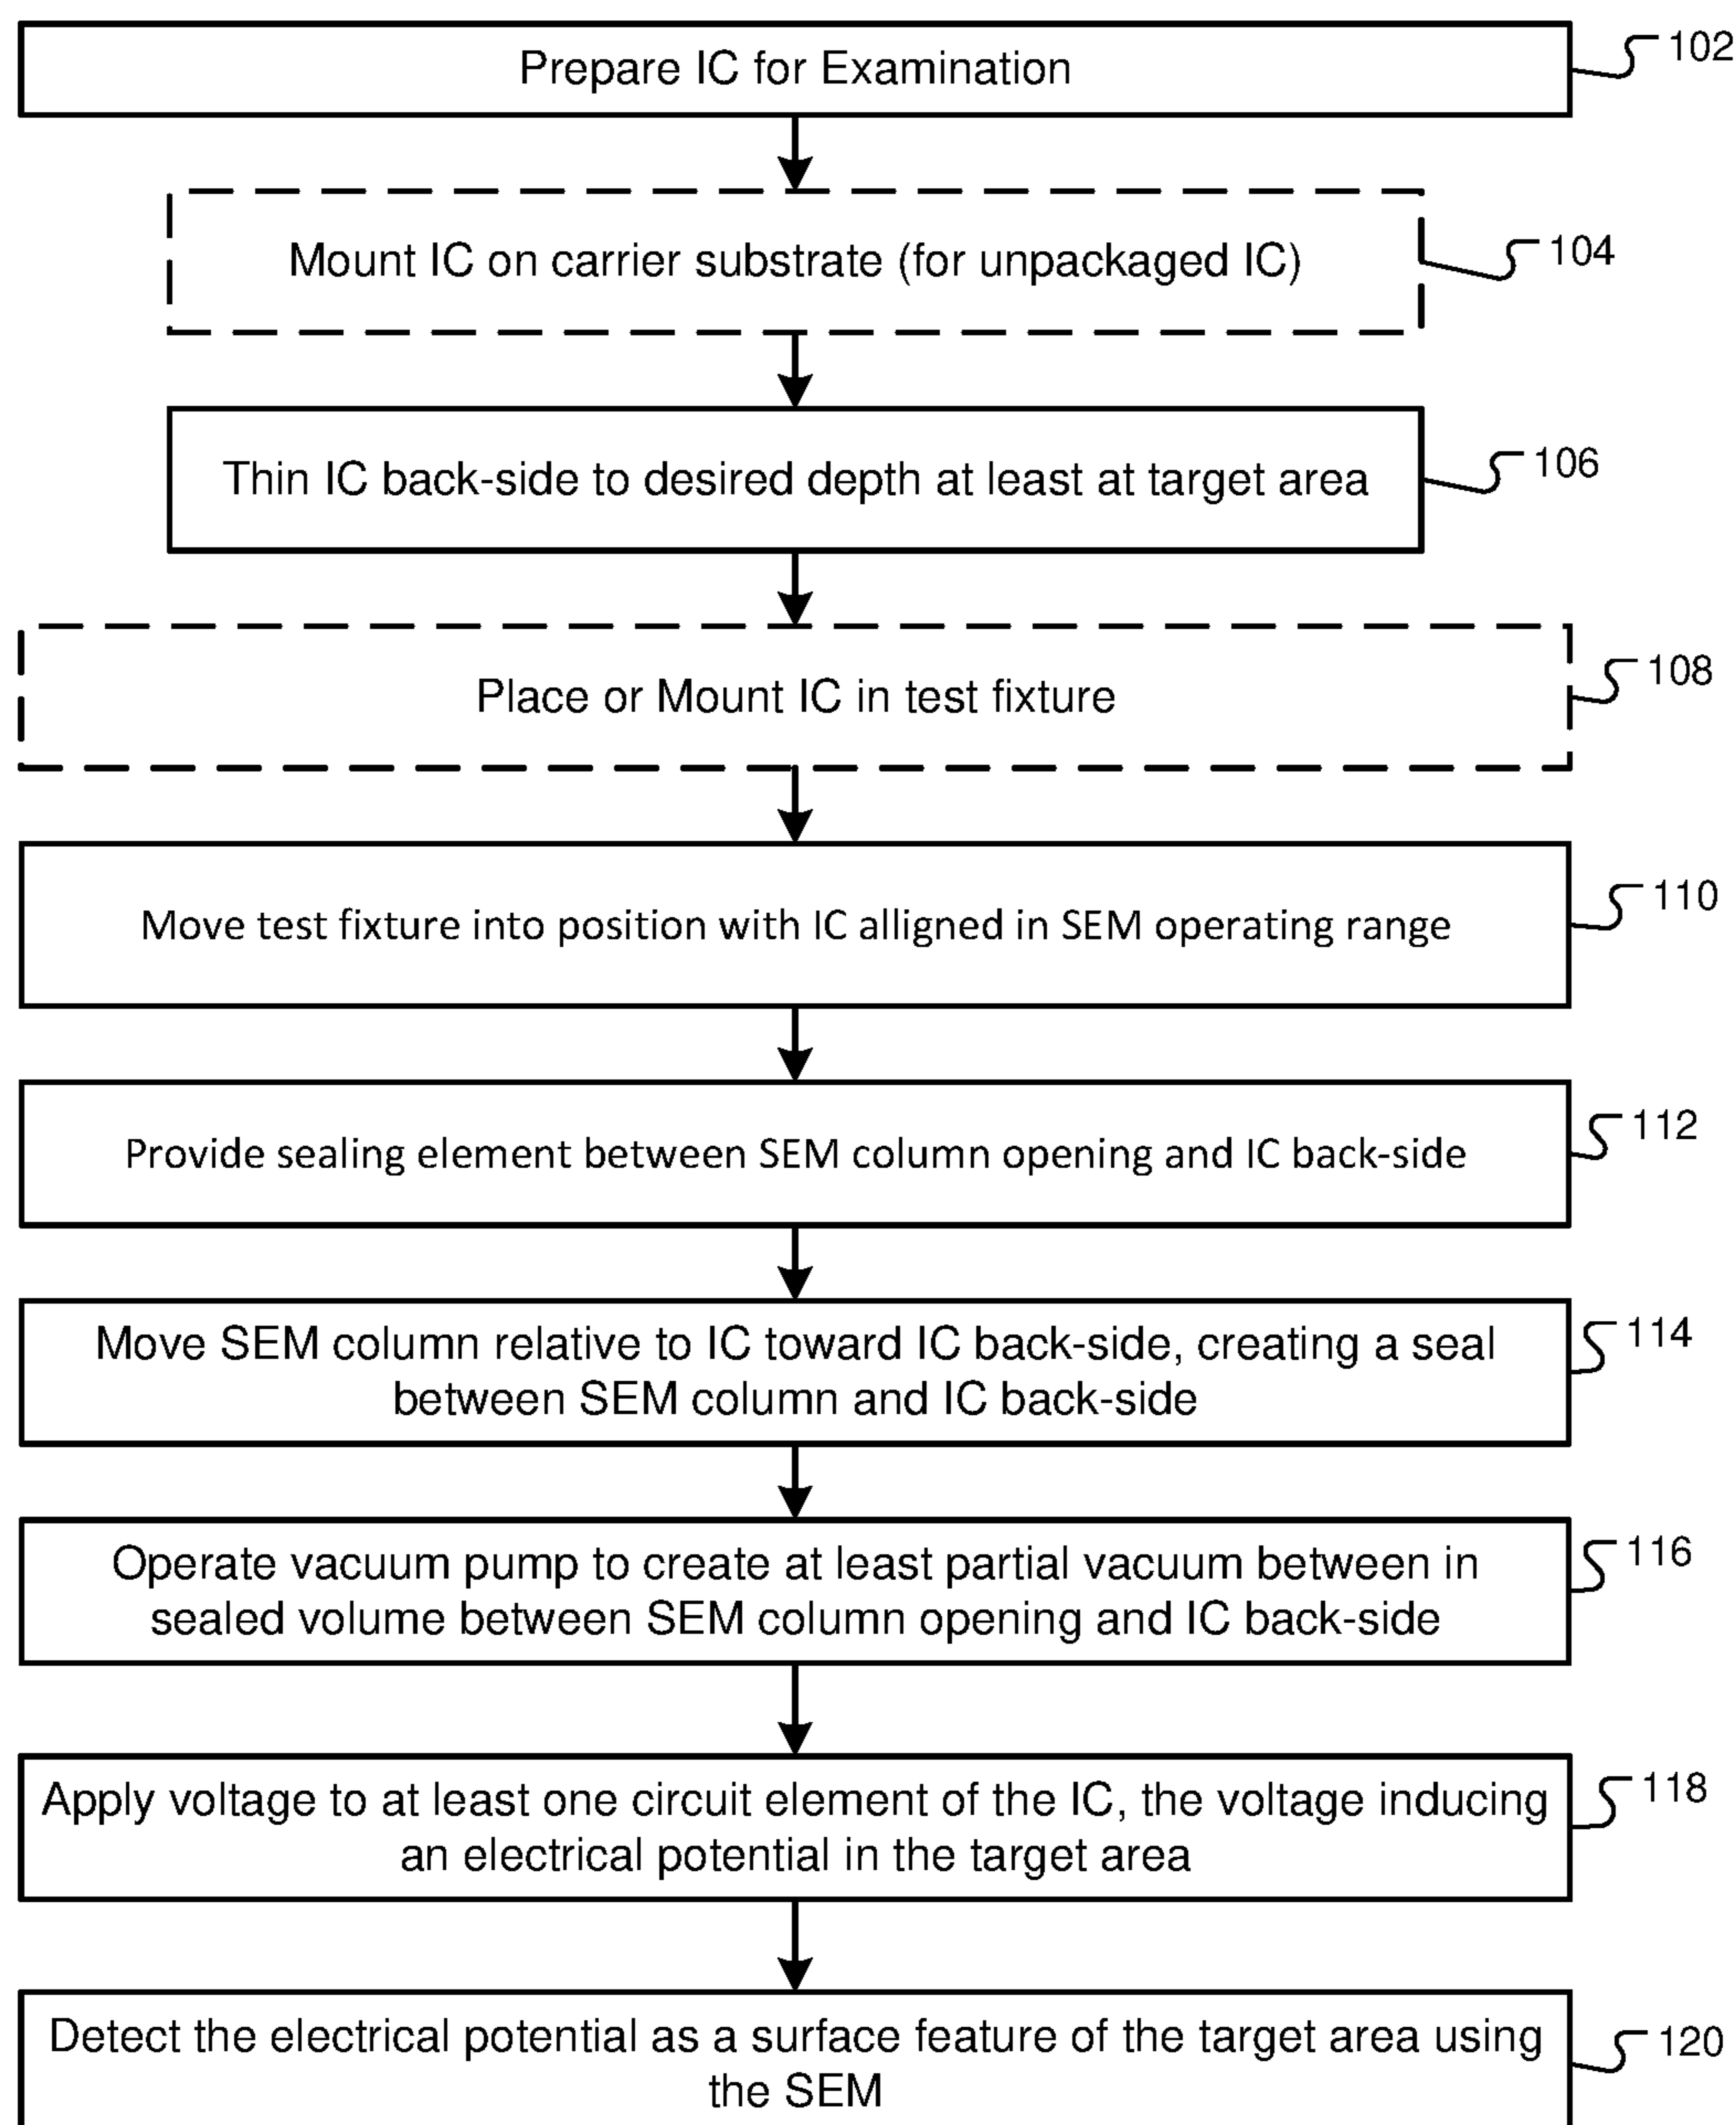 Prepare IC for Examination
102
Mount IC on carrier substrate (for unpackaged IC)
104
Thin IC back-side to desired depth at least at target area
106
Place or Mount IC in test fixture
108
Move test fixture into position with IC alligned in SEM operating range
110
Provide sealing element between SEM column opening and IC back-side
112
Move SEM column relative to IC toward IC back-side, creating a seal
between SEM column and IC back-side
114
Operate vacuum pump to create at least partial vacuum between in
sealed volume between SEM column opening and IC back-side
116
Apply voltage to at least one circuit element of the IC, the voltage inducing
an electrical potential in the target area
118
Detect the electrical potential as a surface feature of the target area using
the SEM
120